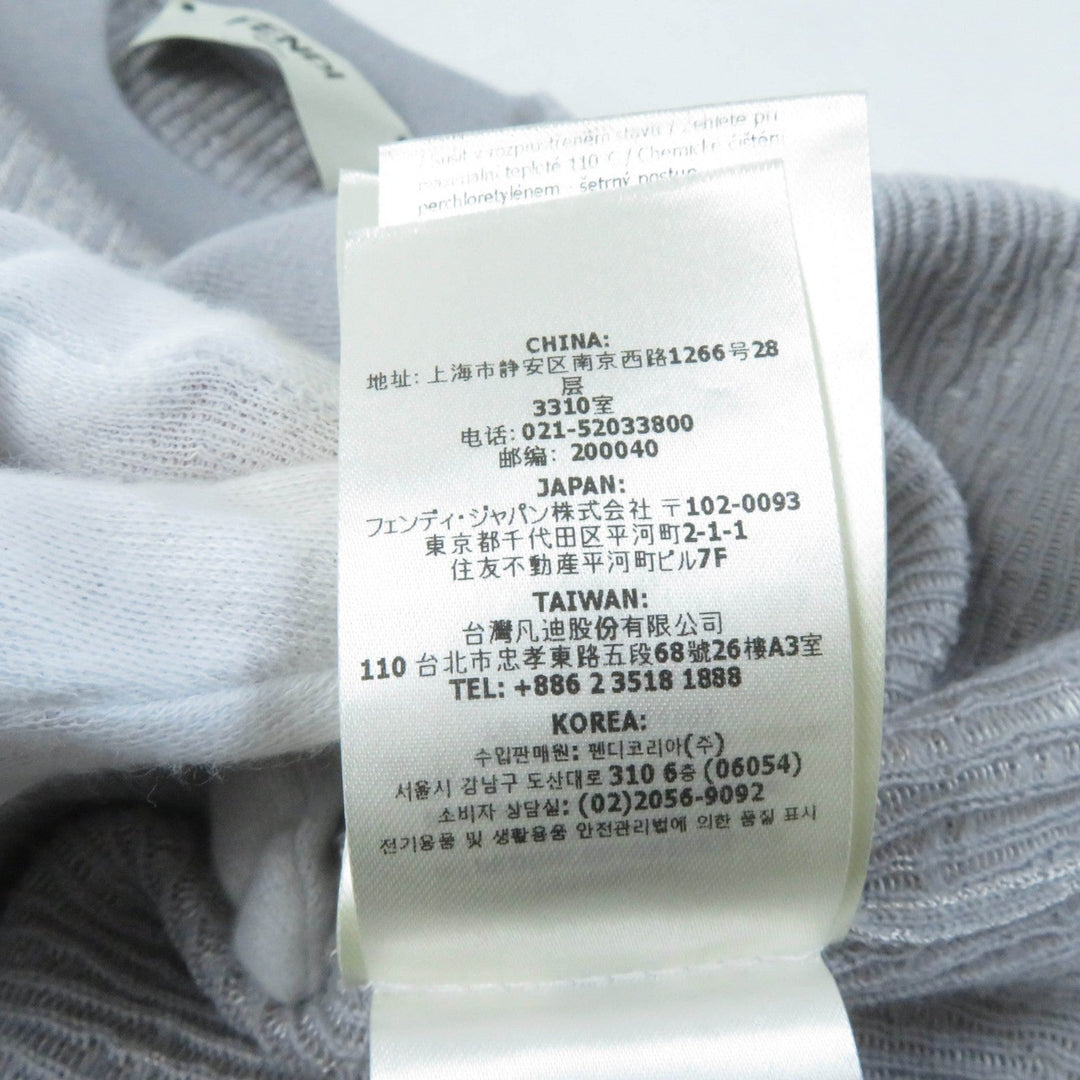 FENDI
Sušit v rozprostřeném stavu / Žehlete při
maximální teplotě 110°C / Chemické čištění
perchloretylénem - šetrný postup
CHINA:
地址: 上海市静安区南京西路1266号28
层
3310室
电话: 021-52033800
邮编: 200040
JAPAN:
フェンディ・ジャパン株式会社 〒102-0093
東京都千代田区平河町2-1-1
住友不動産平河町ビル7F
TAIWAN:
台灣凡迪股份有限公司
110 台北市忠孝東路五段68號26樓A3室
TEL: +886 2 3518 1888
KOREA:
수입판매원: 펜디코리아(주)
서울시 강남구 도산대로 310 6층 (06054)
소비자 상담실: (02)2056-9092
전기용품 및 생활용품 안전관리법에 의한 품질 표시